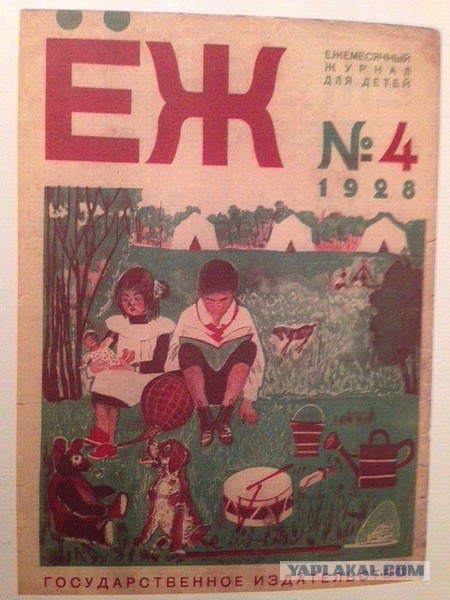 ЁЖ
ЕЖЕМЕСЯЧНЫЙ
ЖУРНАЛ
ДЛЯ ДЕТЕЙ
№ 4
1928
ГОСУДАРСТВЕННОЕ ИЗДАТЕЛЬСТВО
YAPLAKAL.COM